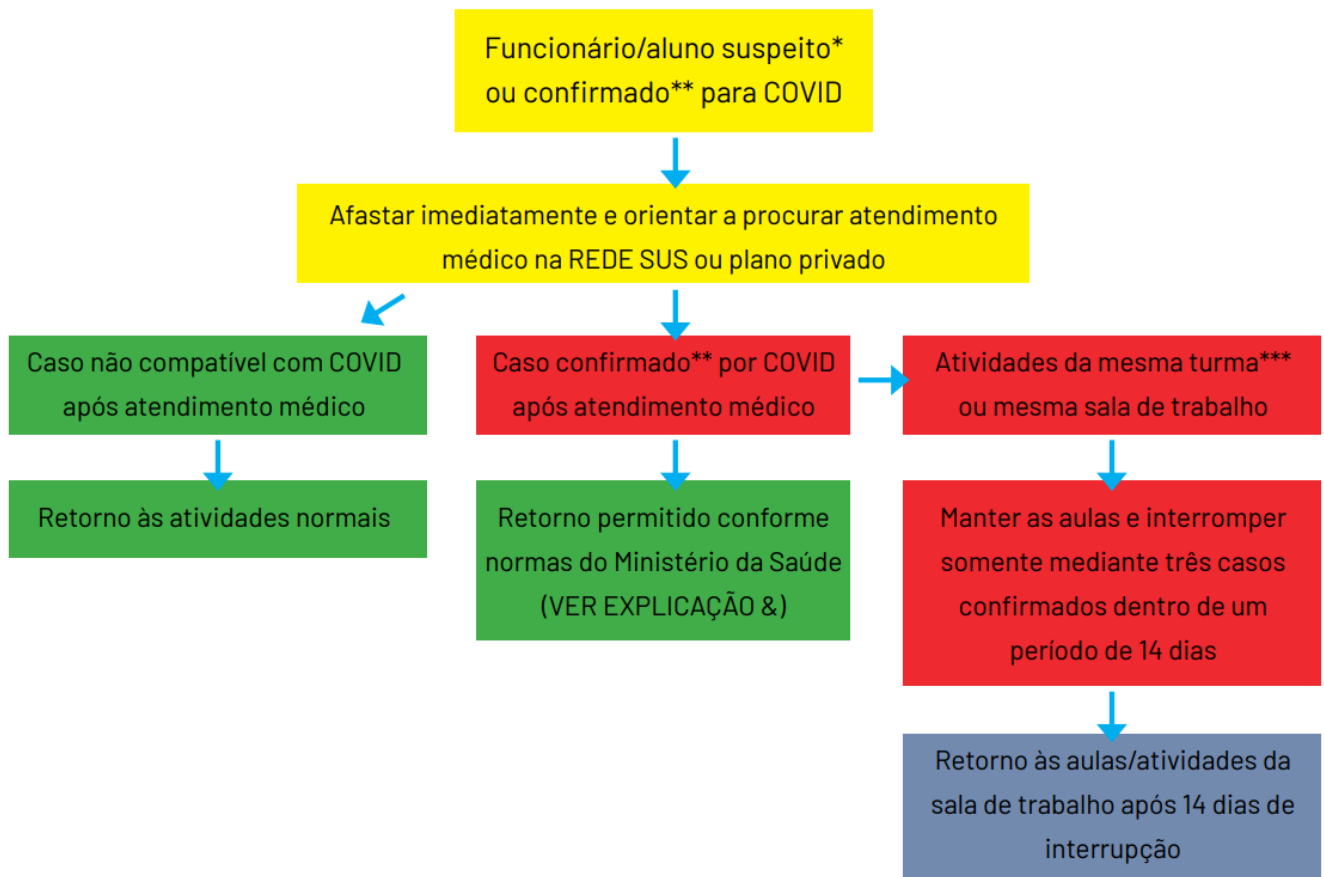 Funcionário/aluno suspeito*
ou confirmado** para COVID
Afastar imediatamente e orientar a procurar atendimento
médico na REDE SUS ou plano privado
Caso não compatível com COVID
após atendimento médico
Caso confirmado** por COVID
após atendimento médico
Atividades da mesma turma***
ou mesma sala de trabalho
Retorno às atividades normais
Retorno permitido conforme
normas do Ministério da Saúde
(VER EXPLICAÇÃO &)
Manter as aulas e interromper
somente mediante três casos
confirmados dentro de um
período de 14 dias
Retorno às aulas/atividades da
sala de trabalho após 14 dias de
interrupção